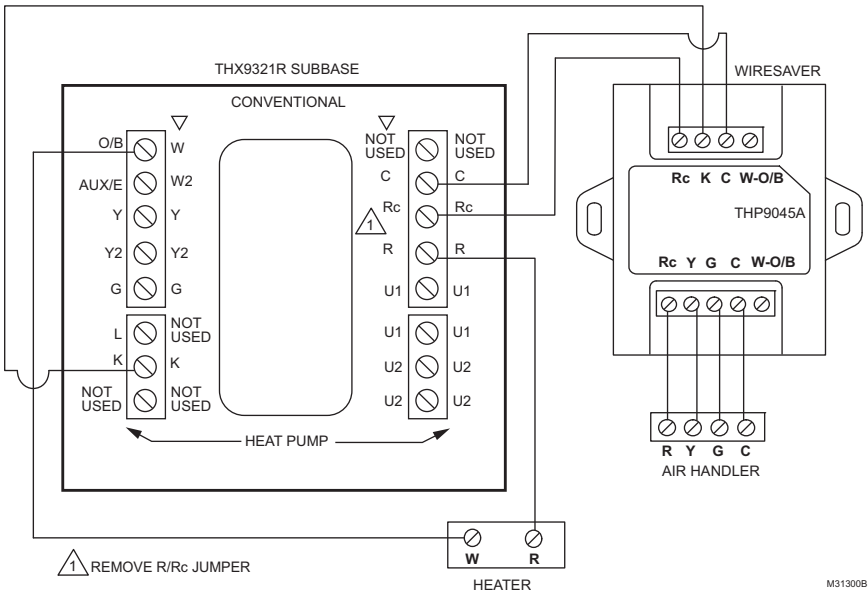 THX9321R SUBBASE
WIRESAVER
CONVENTIONAL
O/B W
AUX/E W2
Y Y
Y2 Y2
G G
L NOT USED
K K
NOT USED NOT USED
NOT USED NOT USED
C C
Rc Rc
1
R R
U1 U1
U1 U1
U2 U2
U2 U2
HEAT PUMP
Rc K C W-O/B
THP9045A
Rc Y G C W-O/B
R Y G C
AIR HANDLER
W R
HEATER
1 REMOVE R/Rc JUMPER
M31300B